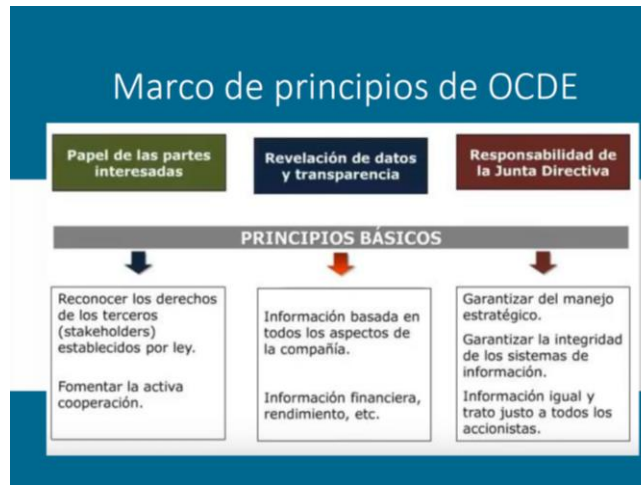 Marco de principios de OCDE
Papel de las partes
interesadas
Revelación de datos
y transparencia
Responsabilidad de
la Junta Directiva
PRINCIPIOS BÁSICOS
Reconocer los derechos
de los terceros
(stakeholders)
establecidos por ley.
Fomentar la activa
cooperación.
Información basada en
todos los aspectos de
la compañía.
Información financiera,
rendimiento, etc.
Garantizar del manejo
estratégico.
Garantizar la integridad
de los sistemas de
información.
Información igual y
trato justo a todos los
accionistas.